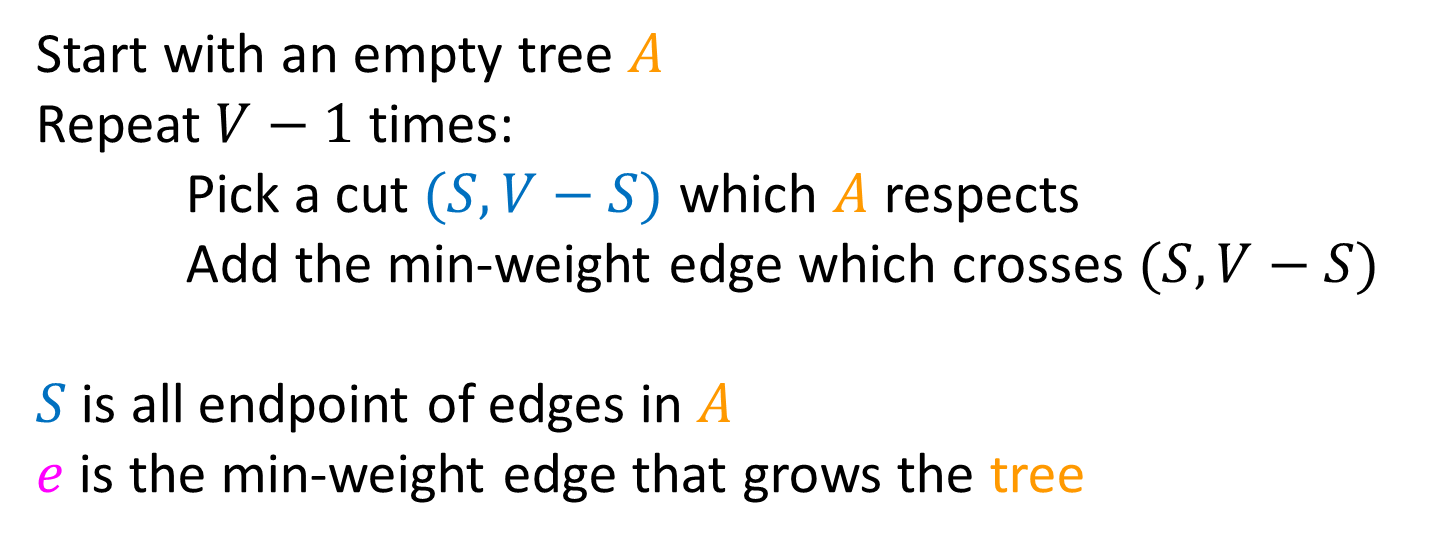 Start with an empty tree A
Repeat V − 1 times:
Pick a cut (S, V − S) which A respects
Add the min-weight edge which crosses (S, V − S)
S is all endpoint of edges in A
e is the min-weight edge that grows the tree